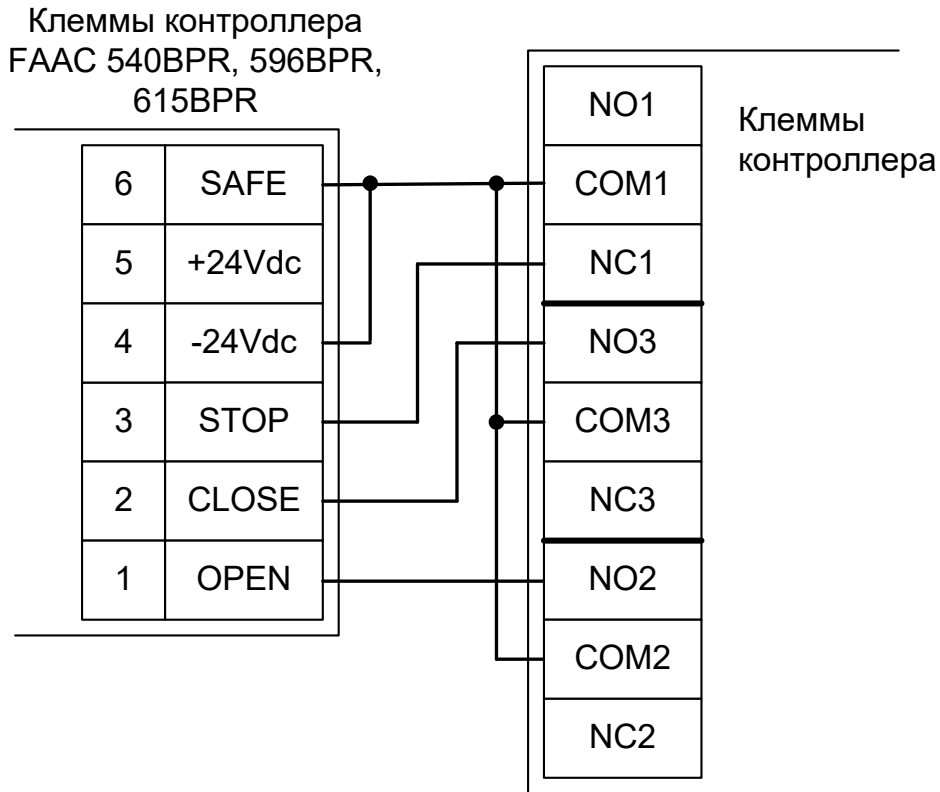 Клеммы контроллера
FAAC 540BPR, 596BPR,
615BPR
6 SAFE
5 +24Vdc
4 -24Vdc
3 STOP
2 CLOSE
1 OPEN
NO1
COM1
NC1
NO3
COM3
NC3
NO2
COM2
NC2
Клеммы
контроллера